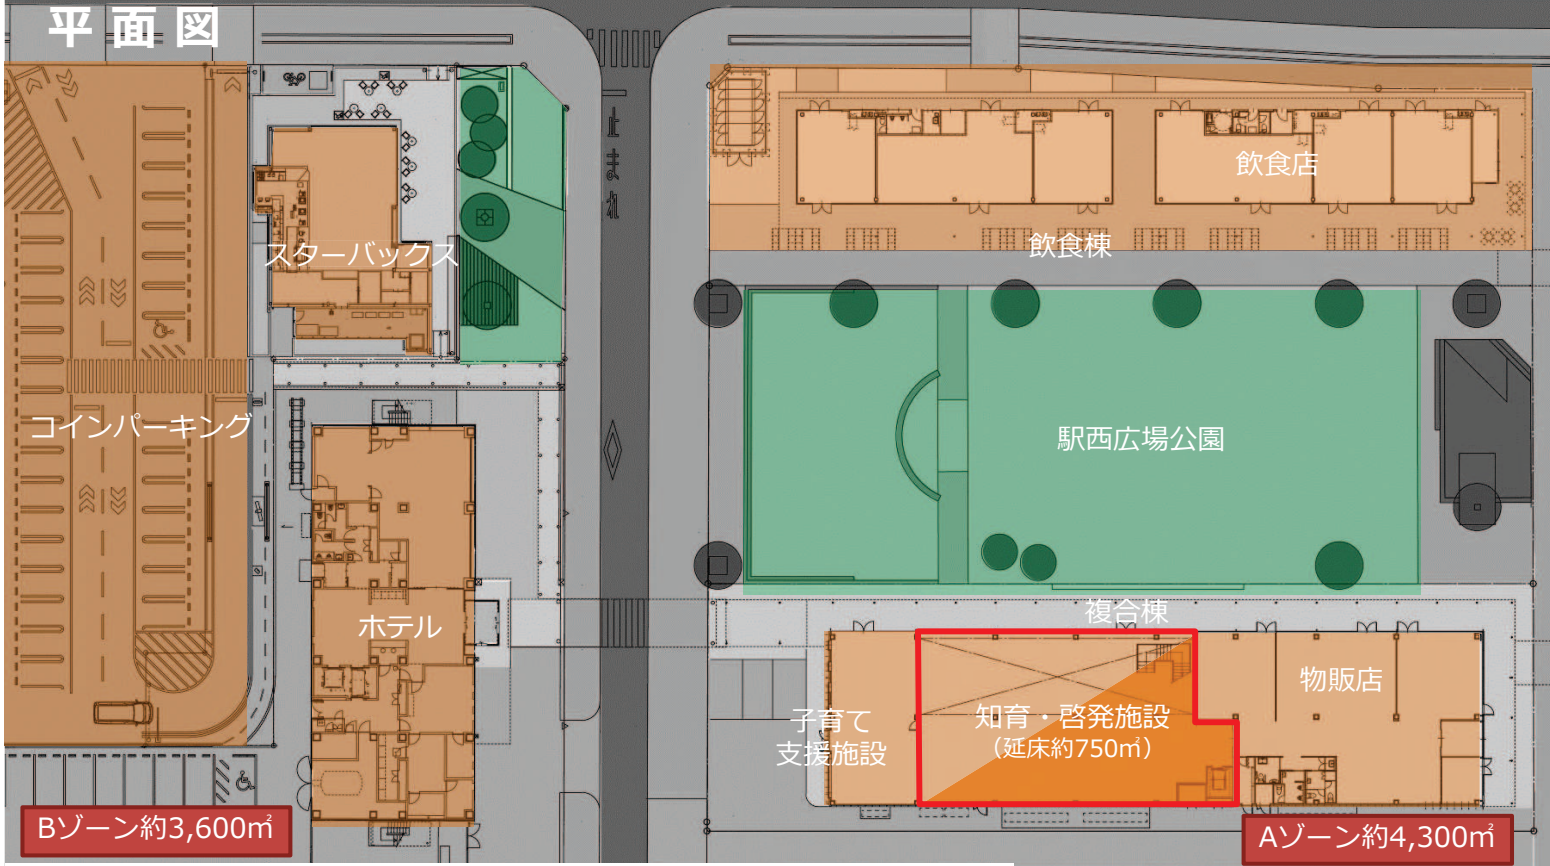 平面図
飲食店
スターバックス
飲食棟
コインパーキング
駅西広場公園
複合棟
ホテル
物販店
子育て
支援施設
知育・啓発施設
（延床約750㎡）
Bゾーン約3,600㎡
Aゾーン約4,300㎡